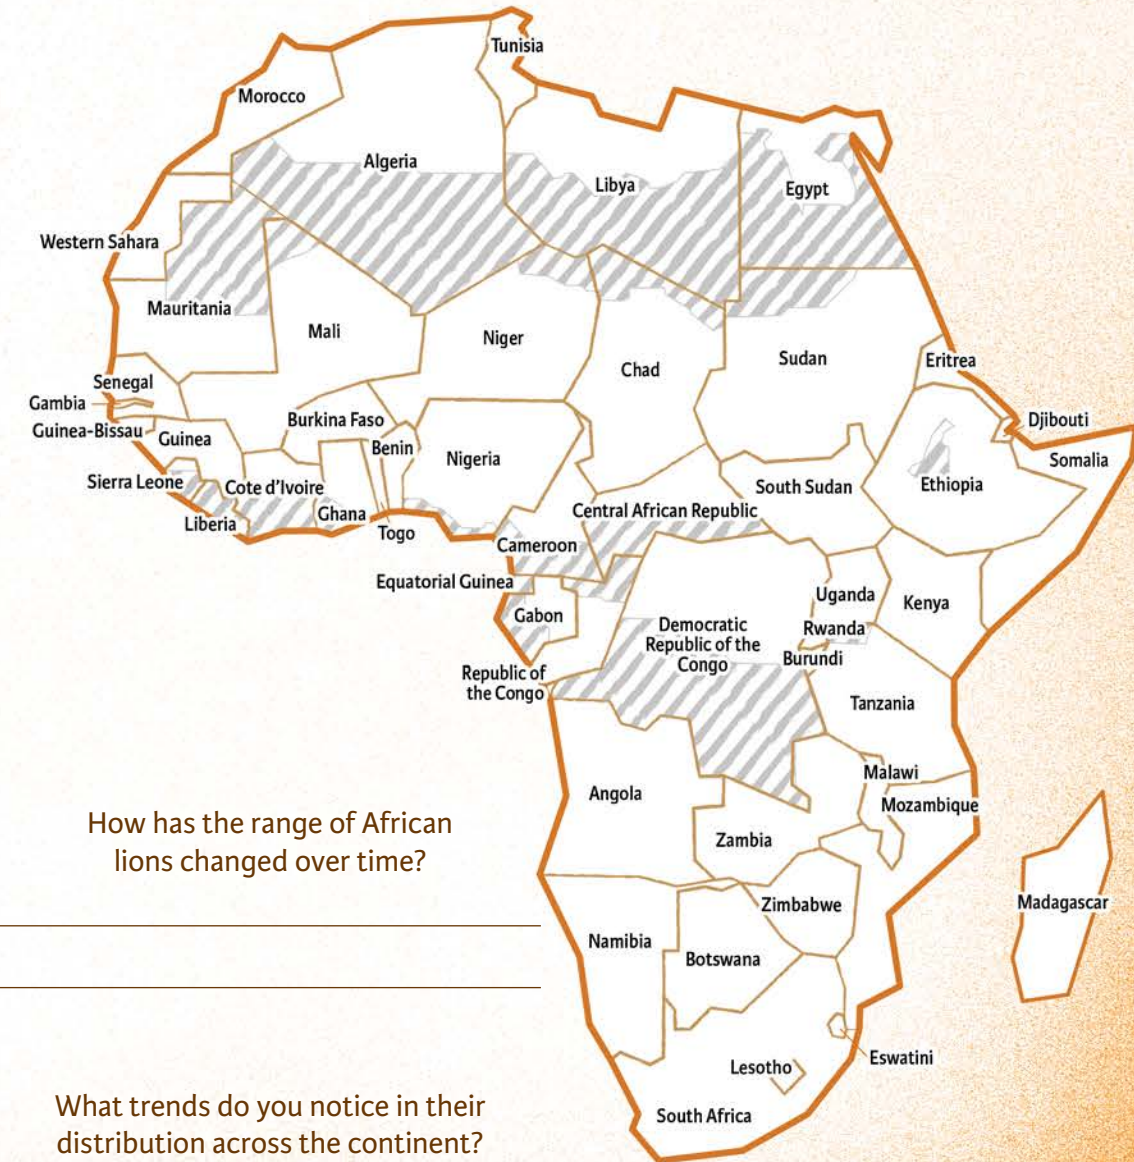 Tunisia
Morocco
Algeria
Libya
Egypt
Western Sahara
Mauritania
Mali
Niger
Chad
Sudan
Eritrea
Senegal
Gambia
Guinea-Bissau
Guinea
Burkina Faso
Benin
Nigeria
Djibouti
Somalia
Sierra Leone
Cote d'Ivoire
Ghana
Togo
Liberia
South Sudan
Ethiopia
Central African Republic
Cameroon
Equatorial Guinea
Gabon
Uganda
Kenya
Rwanda
Democratic
Republic of the
Congo
Burundi
Republic of
the Congo
Tanzania
Angola
Malawi
Mozambique
Zambia
Zimbabwe
Madagascar
Namibia
Botswana
Eswatini
Lesotho
South Africa
How has the range of African
lions changed over time?
What trends do you notice in their
distribution across the continent?